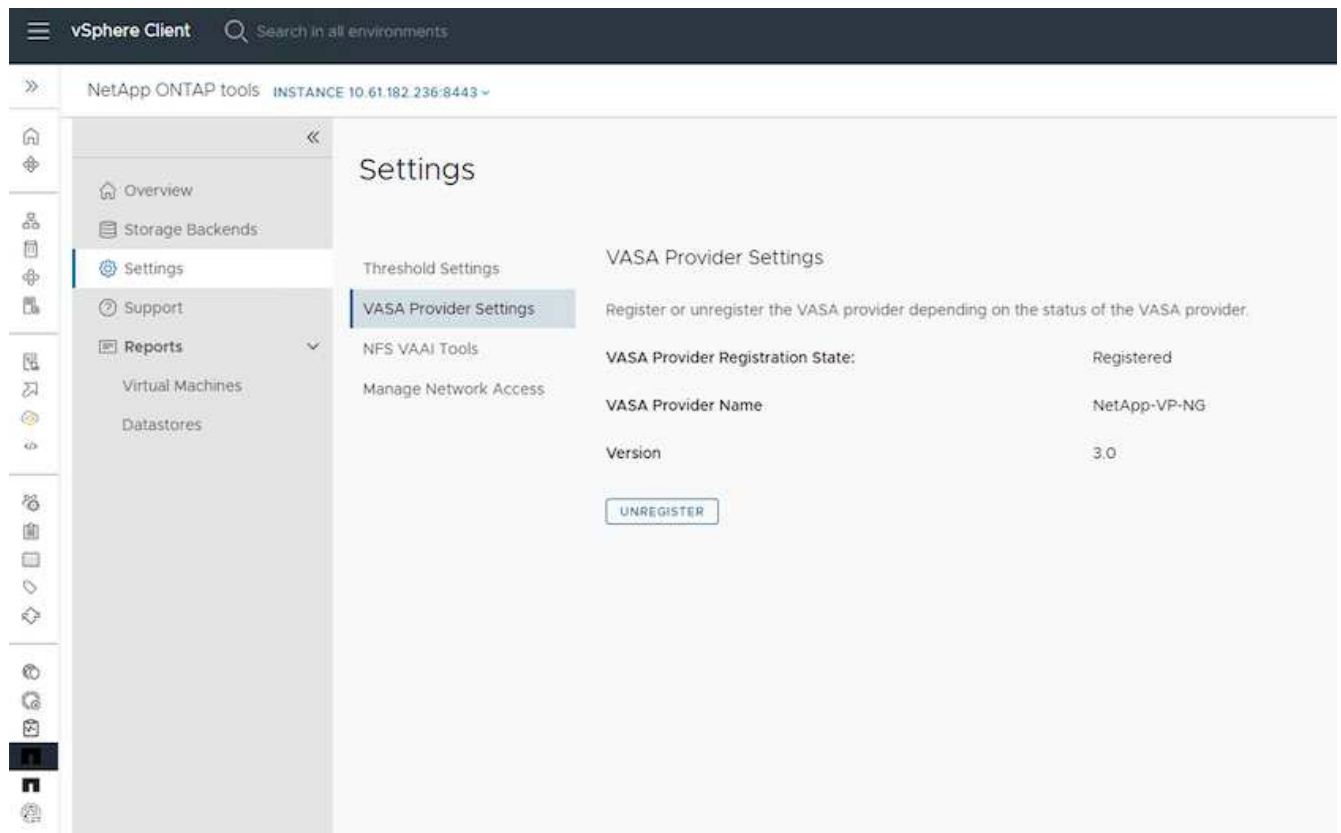 vSphere Client
Search in all environments
NetApp ONTAP tools INSTANCE 10.61.182.236:8443
Overview
Storage Backends
Settings
Support
Reports
Virtual Machines
Datastores
Settings
Threshold Settings
VASA Provider Settings
NFS VAAI Tools
Manage Network Access
VASA Provider Settings
Register or unregister the VASA provider depending on the status of the VASA provider.
VASA Provider Registration State: Registered
VASA Provider Name NetApp-VP-NG
Version 3.0
UNREGISTER